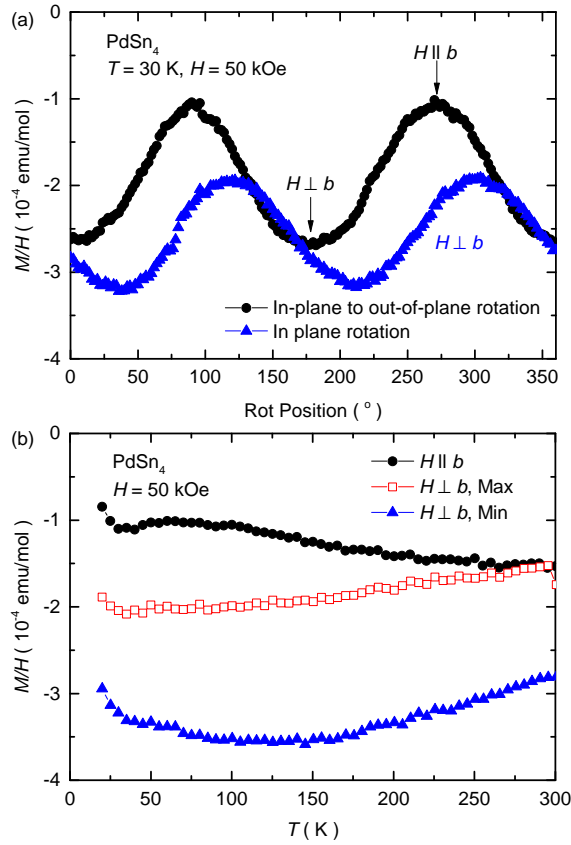 (a)
PdSn4
T = 30 K, H = 50 kOe
H || b
H ⊥ b
H ⊥ b
In-plane to out-of-plane rotation
In plane rotation
M/H ( 10⁻⁴ emu/mol)
-1
-2
-3
-4
0 50 100 150 200 250 300 350
Rot Position ( ° )
(b)
PdSn₄
H = 50 kOe
H || b
H ⊥ b, Max
H ⊥ b, Min
M/H ( 10⁻⁴ emu/mol)
0
-1
-2
-3
-4
0 50 100 150 200 250 300
T ( K )